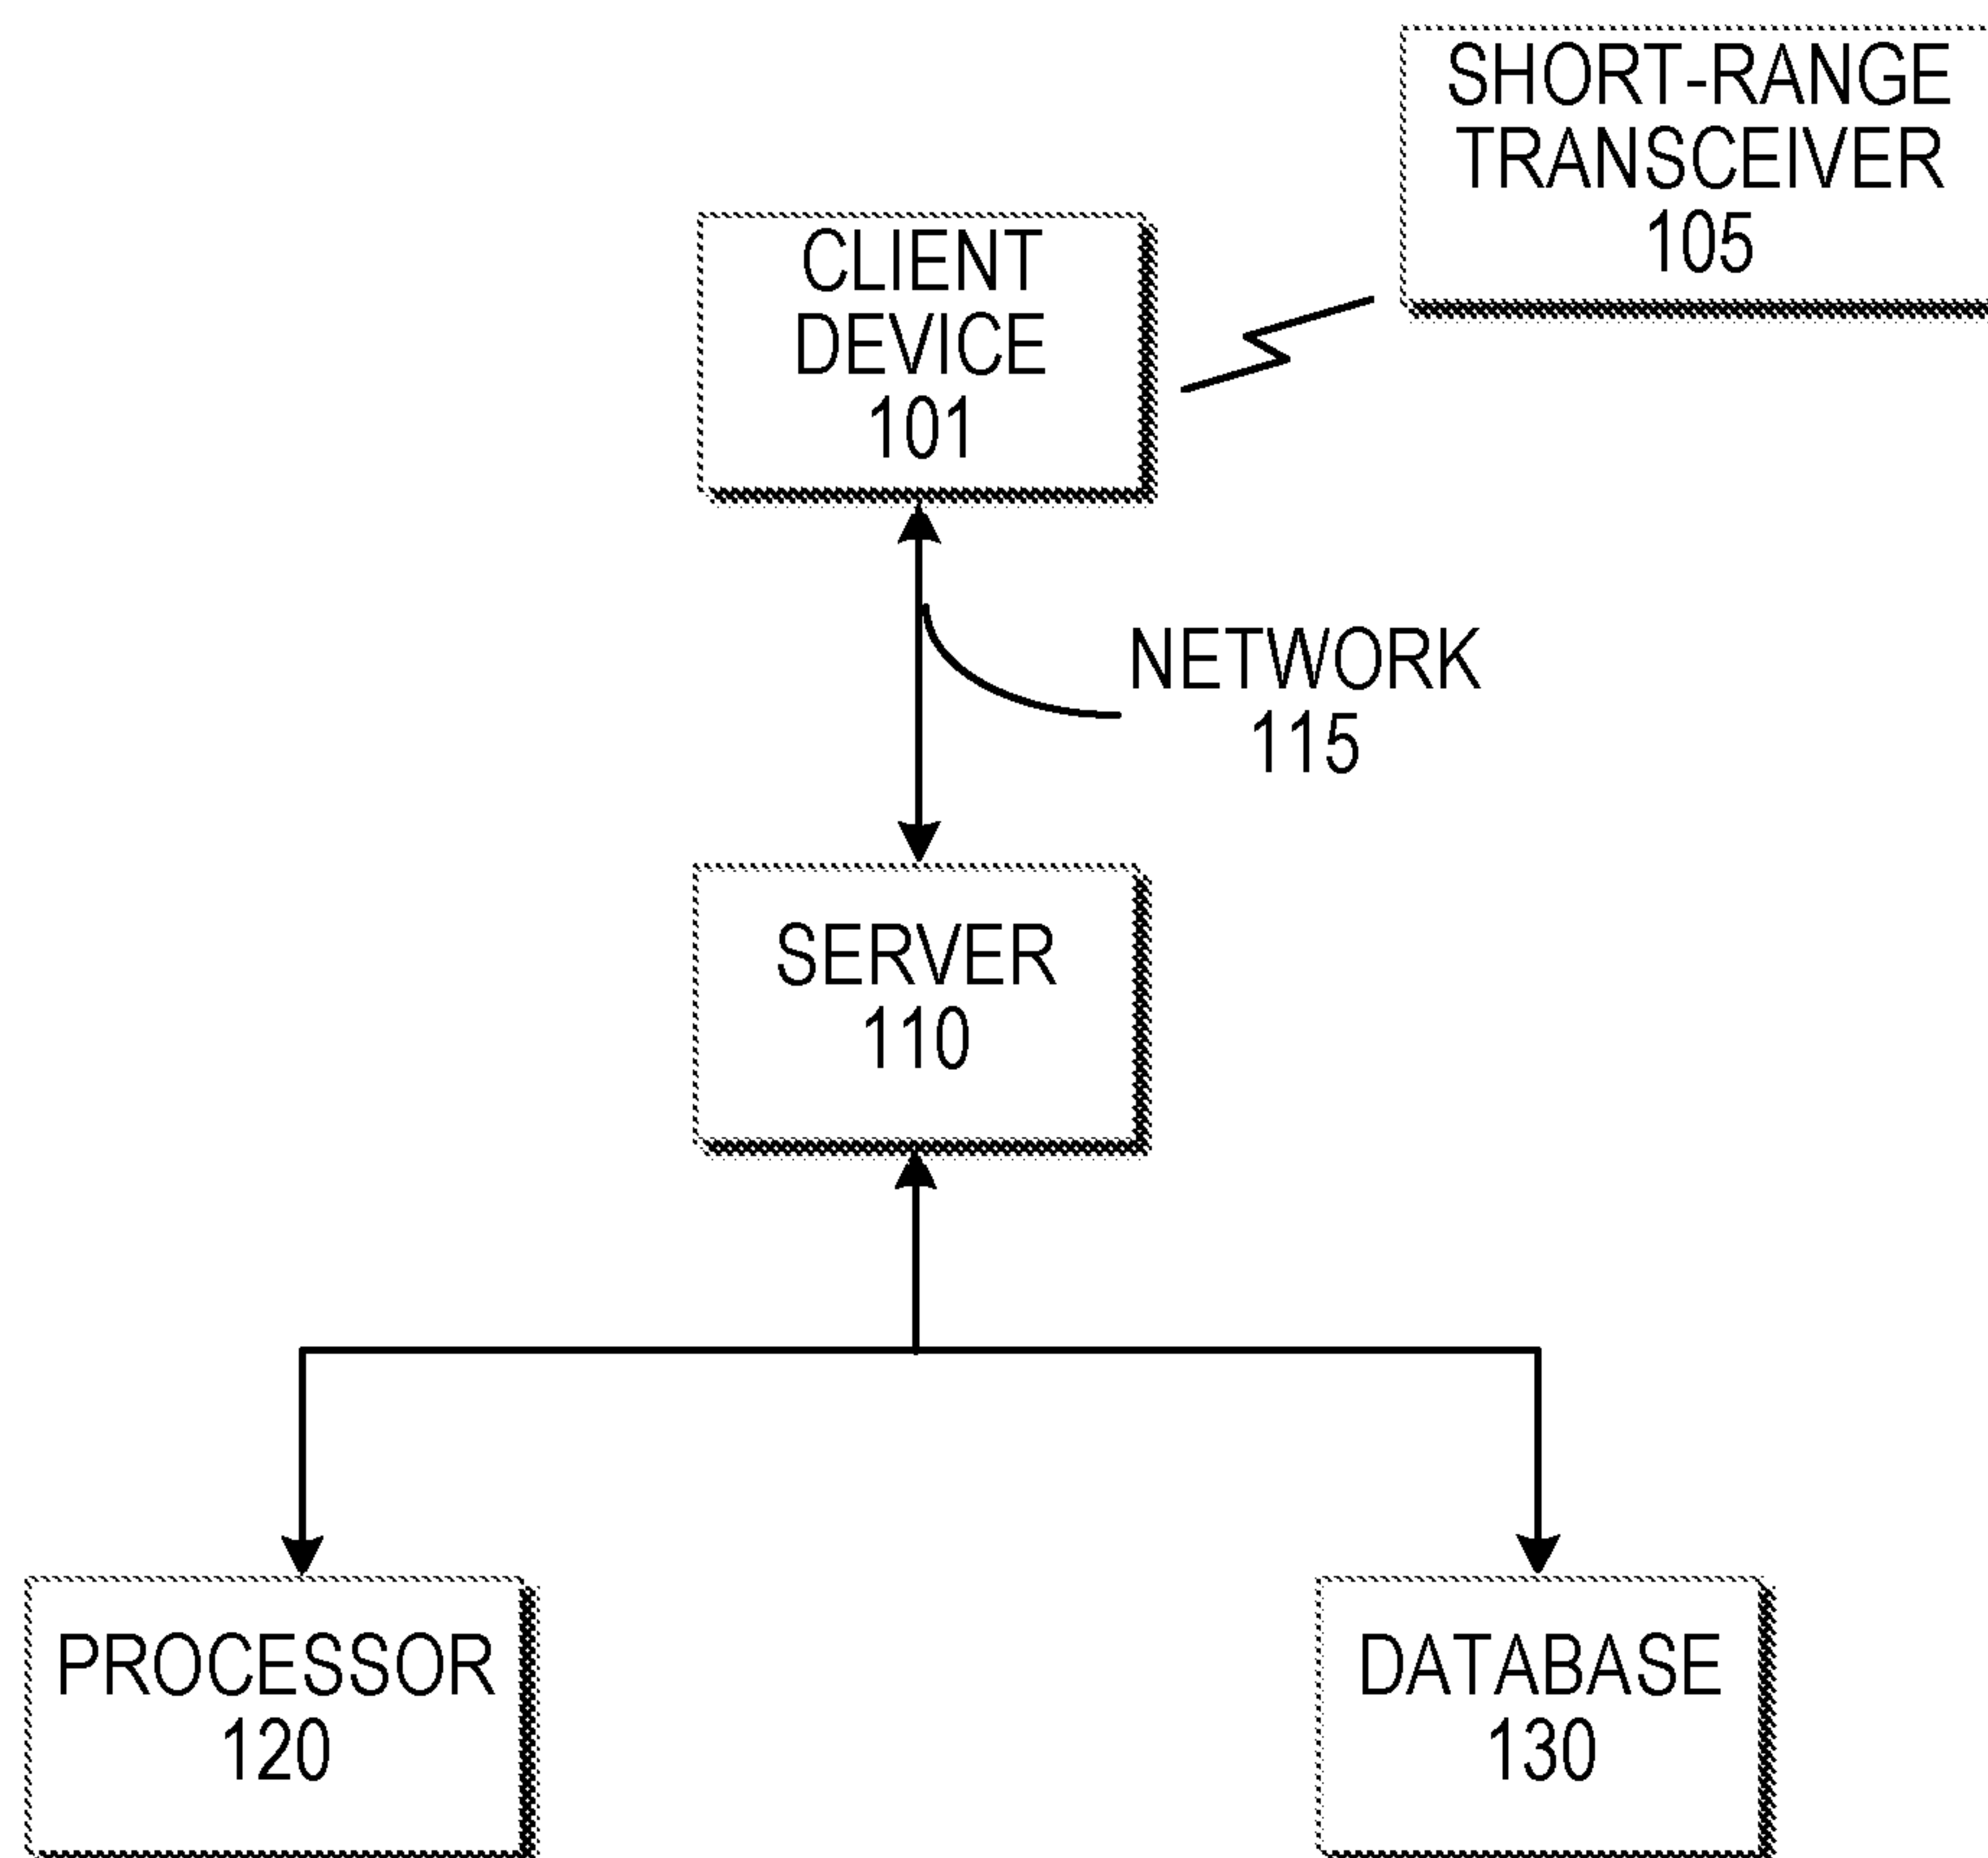 SHORT-RANGE
TRANSCEIVER
105
CLIENT
DEVICE
101
NETWORK
115
SERVER
110
PROCESSOR
120
DATABASE
130